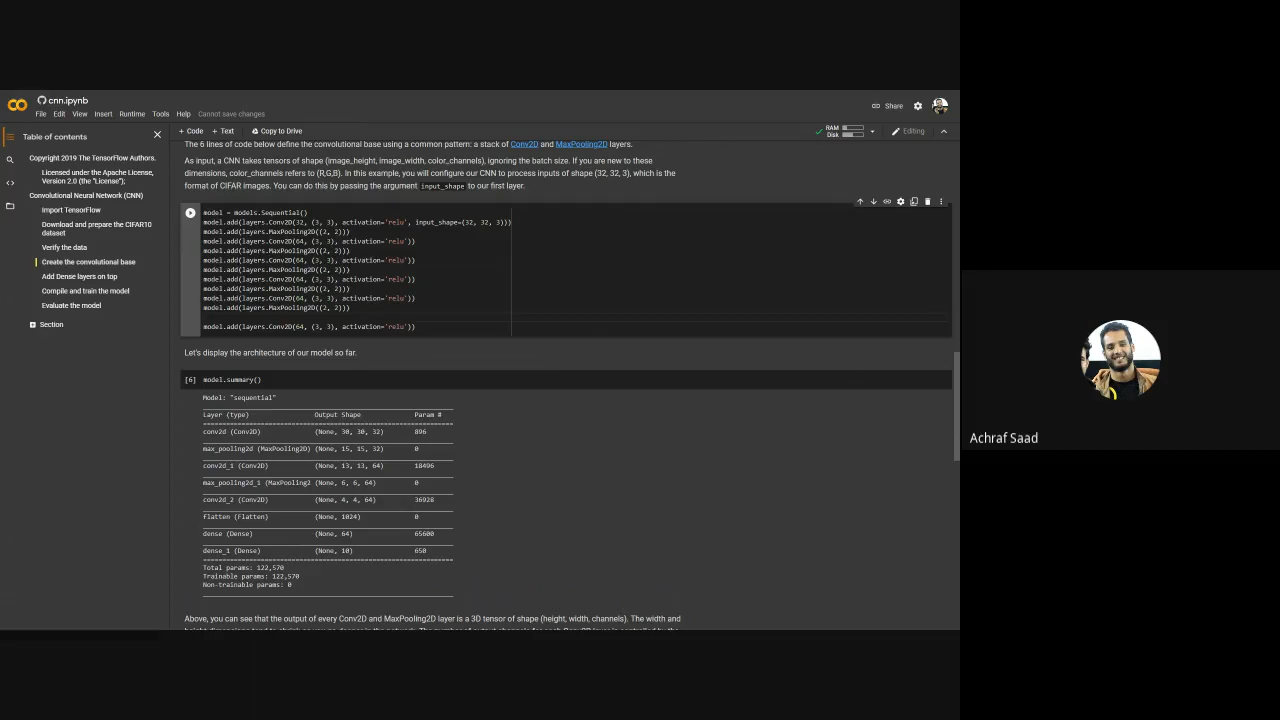 cnn.ipynb
File Edit View Insert Runtime Tools Help Cannot save changes
Share
Table of contents
+ Code + Text Copy to Drive
RAM
Disk
Editing
Copyright 2019 The TensorFlow Authors.
Licensed under the Apache License,
Version 2.0 (the "License");
Convolutional Neural Network (CNN)
Import TensorFlow
Download and prepare the CIFAR10
dataset
Verify the data
Create the convolutional base
Add Dense layers on top
Compile and train the model
Evaluate the model
Section
The 6 lines of code below define the convolutional base using a common pattern: a stack of Conv2D and MaxPooling2D layers.
As input, a CNN takes tensors of shape (image_height, image_width, color_channels), ignoring the batch size. If you are new to these
dimensions, color_channels refers to (R,G,B). In this example, you will configure our CNN to process inputs of shape (32, 32, 3), which is the
format of CIFAR images. You can do this by passing the argument input_shape to our first layer.
model = models.Sequential()
model.add(layers.Conv2D(32, (3, 3), activation='relu', input_shape=(32, 32, 3)))
model.add(layers.MaxPooling2D((2, 2)))
model.add(layers.Conv2D(64, (3, 3), activation='relu'))
model.add(layers.MaxPooling2D((2, 2)))
model.add(layers.Conv2D(64, (3, 3), activation='relu'))
model.add(layers.MaxPooling2D((2, 2)))
model.add(layers.Conv2D(64, (3, 3), activation='relu'))
model.add(layers.MaxPooling2D((2, 2)))
model.add(layers.Conv2D(64, (3, 3), activation='relu'))
model.add(layers.MaxPooling2D((2, 2)))
model.add(layers.Conv2D(64, (3, 3), activation='relu'))
Let's display the architecture of our model so far.
[6] model.summary()
Model: "sequential"
Layer (type) Output Shape Param #
conv2d (Conv2D) (None, 30, 30, 32) 896
max_pooling2d (MaxPooling2D) (None, 15, 15, 32) 0
conv2d_1 (Conv2D) (None, 13, 13, 64) 18496
max_pooling2d_1 (MaxPooling2 (None, 6, 6, 64) 0
conv2d_2 (Conv2D) (None, 4, 4, 64) 36928
flatten (Flatten) (None, 1024) 0
dense (Dense) (None, 64) 65600
dense_1 (Dense) (None, 10) 650
Total params: 122,570
Trainable params: 122,570
Non-trainable params: 0
Above, you can see that the output of every Conv2D and MaxPooling2D layer is a 3D tensor of shape (height, width, channels). The width and
Achraf Saad